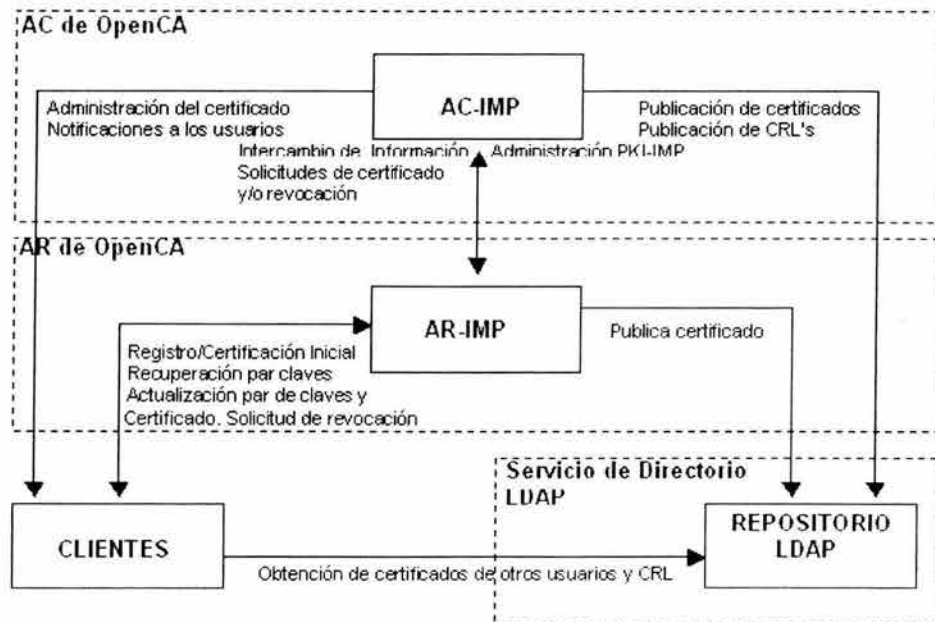 AC de OpenCA
AC-IMP
Administración del certificado
Notificaciones a los usuarios
Publicación de certificados
Publicación de CRL's
Intercambio de Información
Administración PKI-IMP
Solicitudes de certificado
y/o revocación
AR de OpenCA
AR-IMP
Publica certificado
Registro/Certificación Inicial
Recuperación par claves
Actualización par de claves y
Certificado. Solicitud de revocación
Servicio de Directorio
LDAP
CLIENTES
REPOSITORIO
LDAP
Obtención de certificados de otros usuarios y CRL